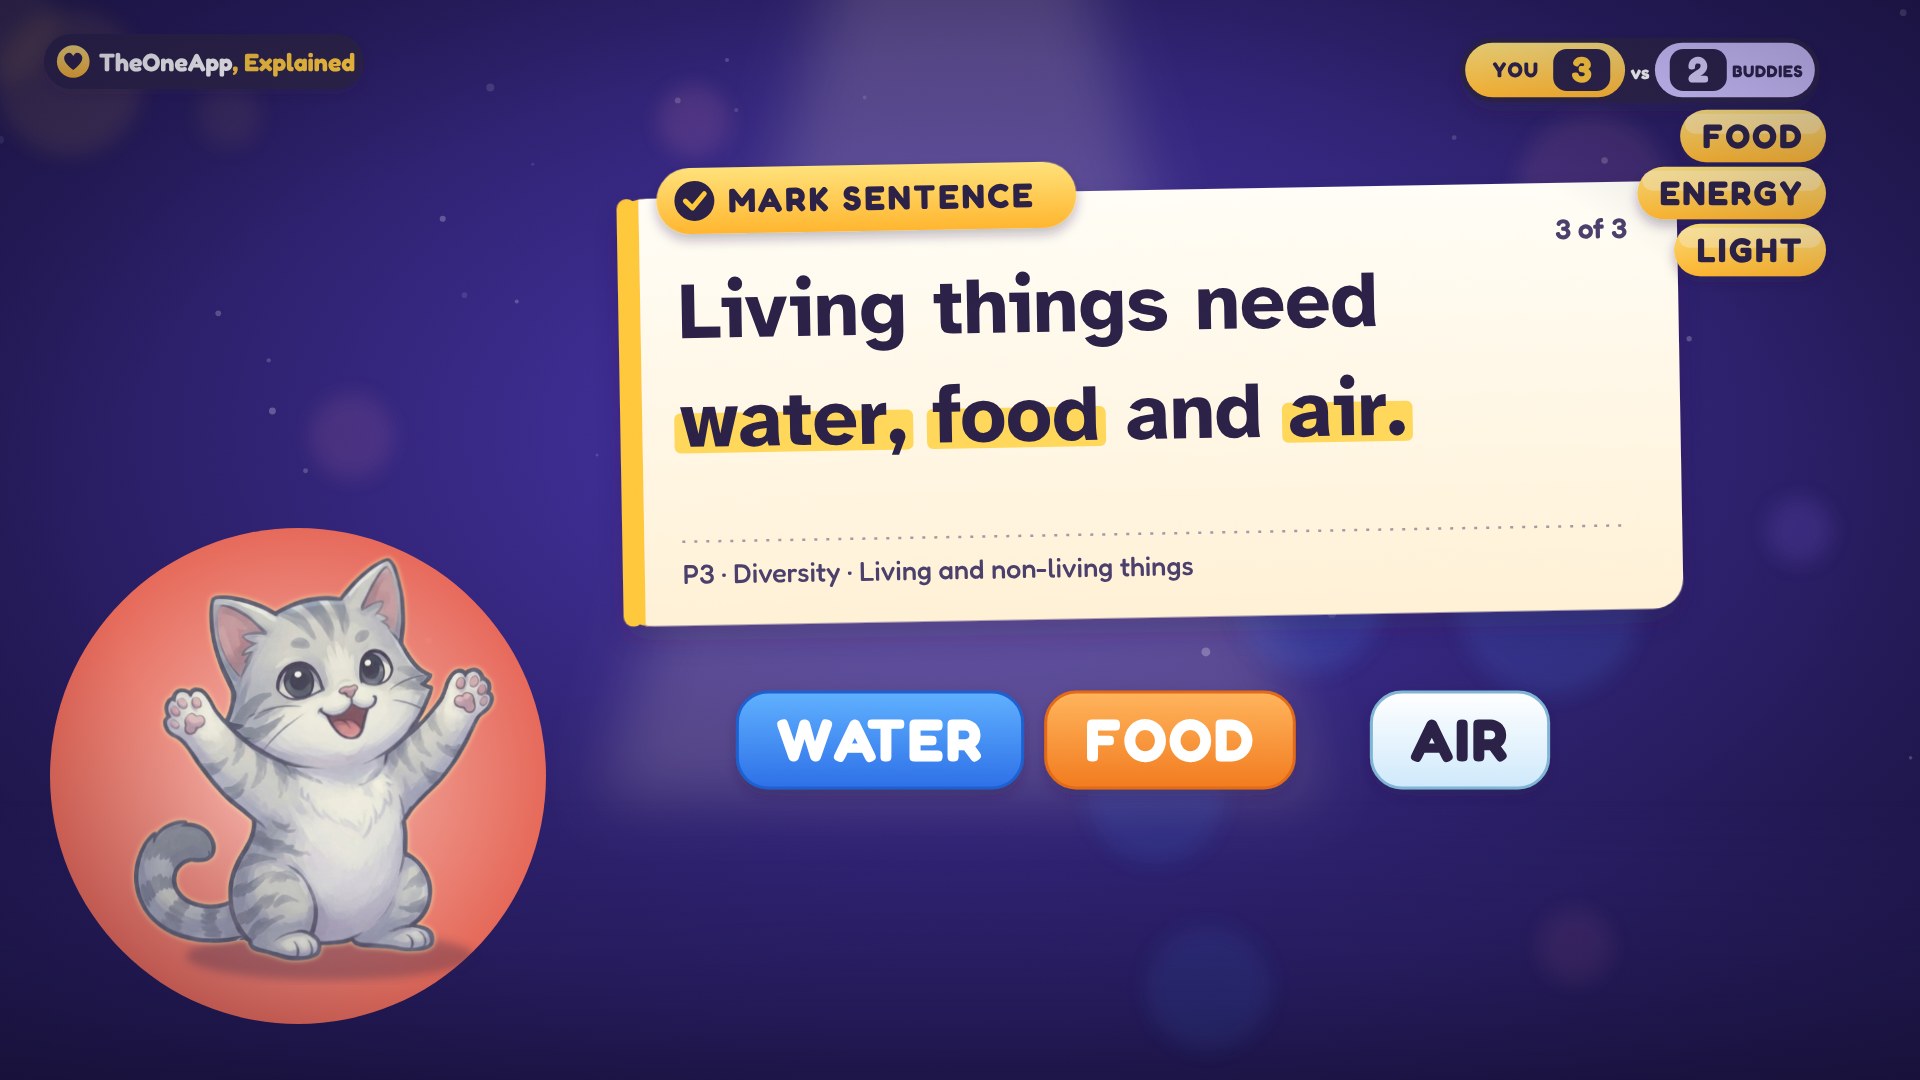 TheOneApp, Explained
YOU 3 vs 2 BUDDIES
FOOD
ENERGY
LIGHT
MARK SENTENCE
3 of 3
Living things need
water, food and air.
P3 · Diversity · Living and non-living things
WATER
FOOD
AIR